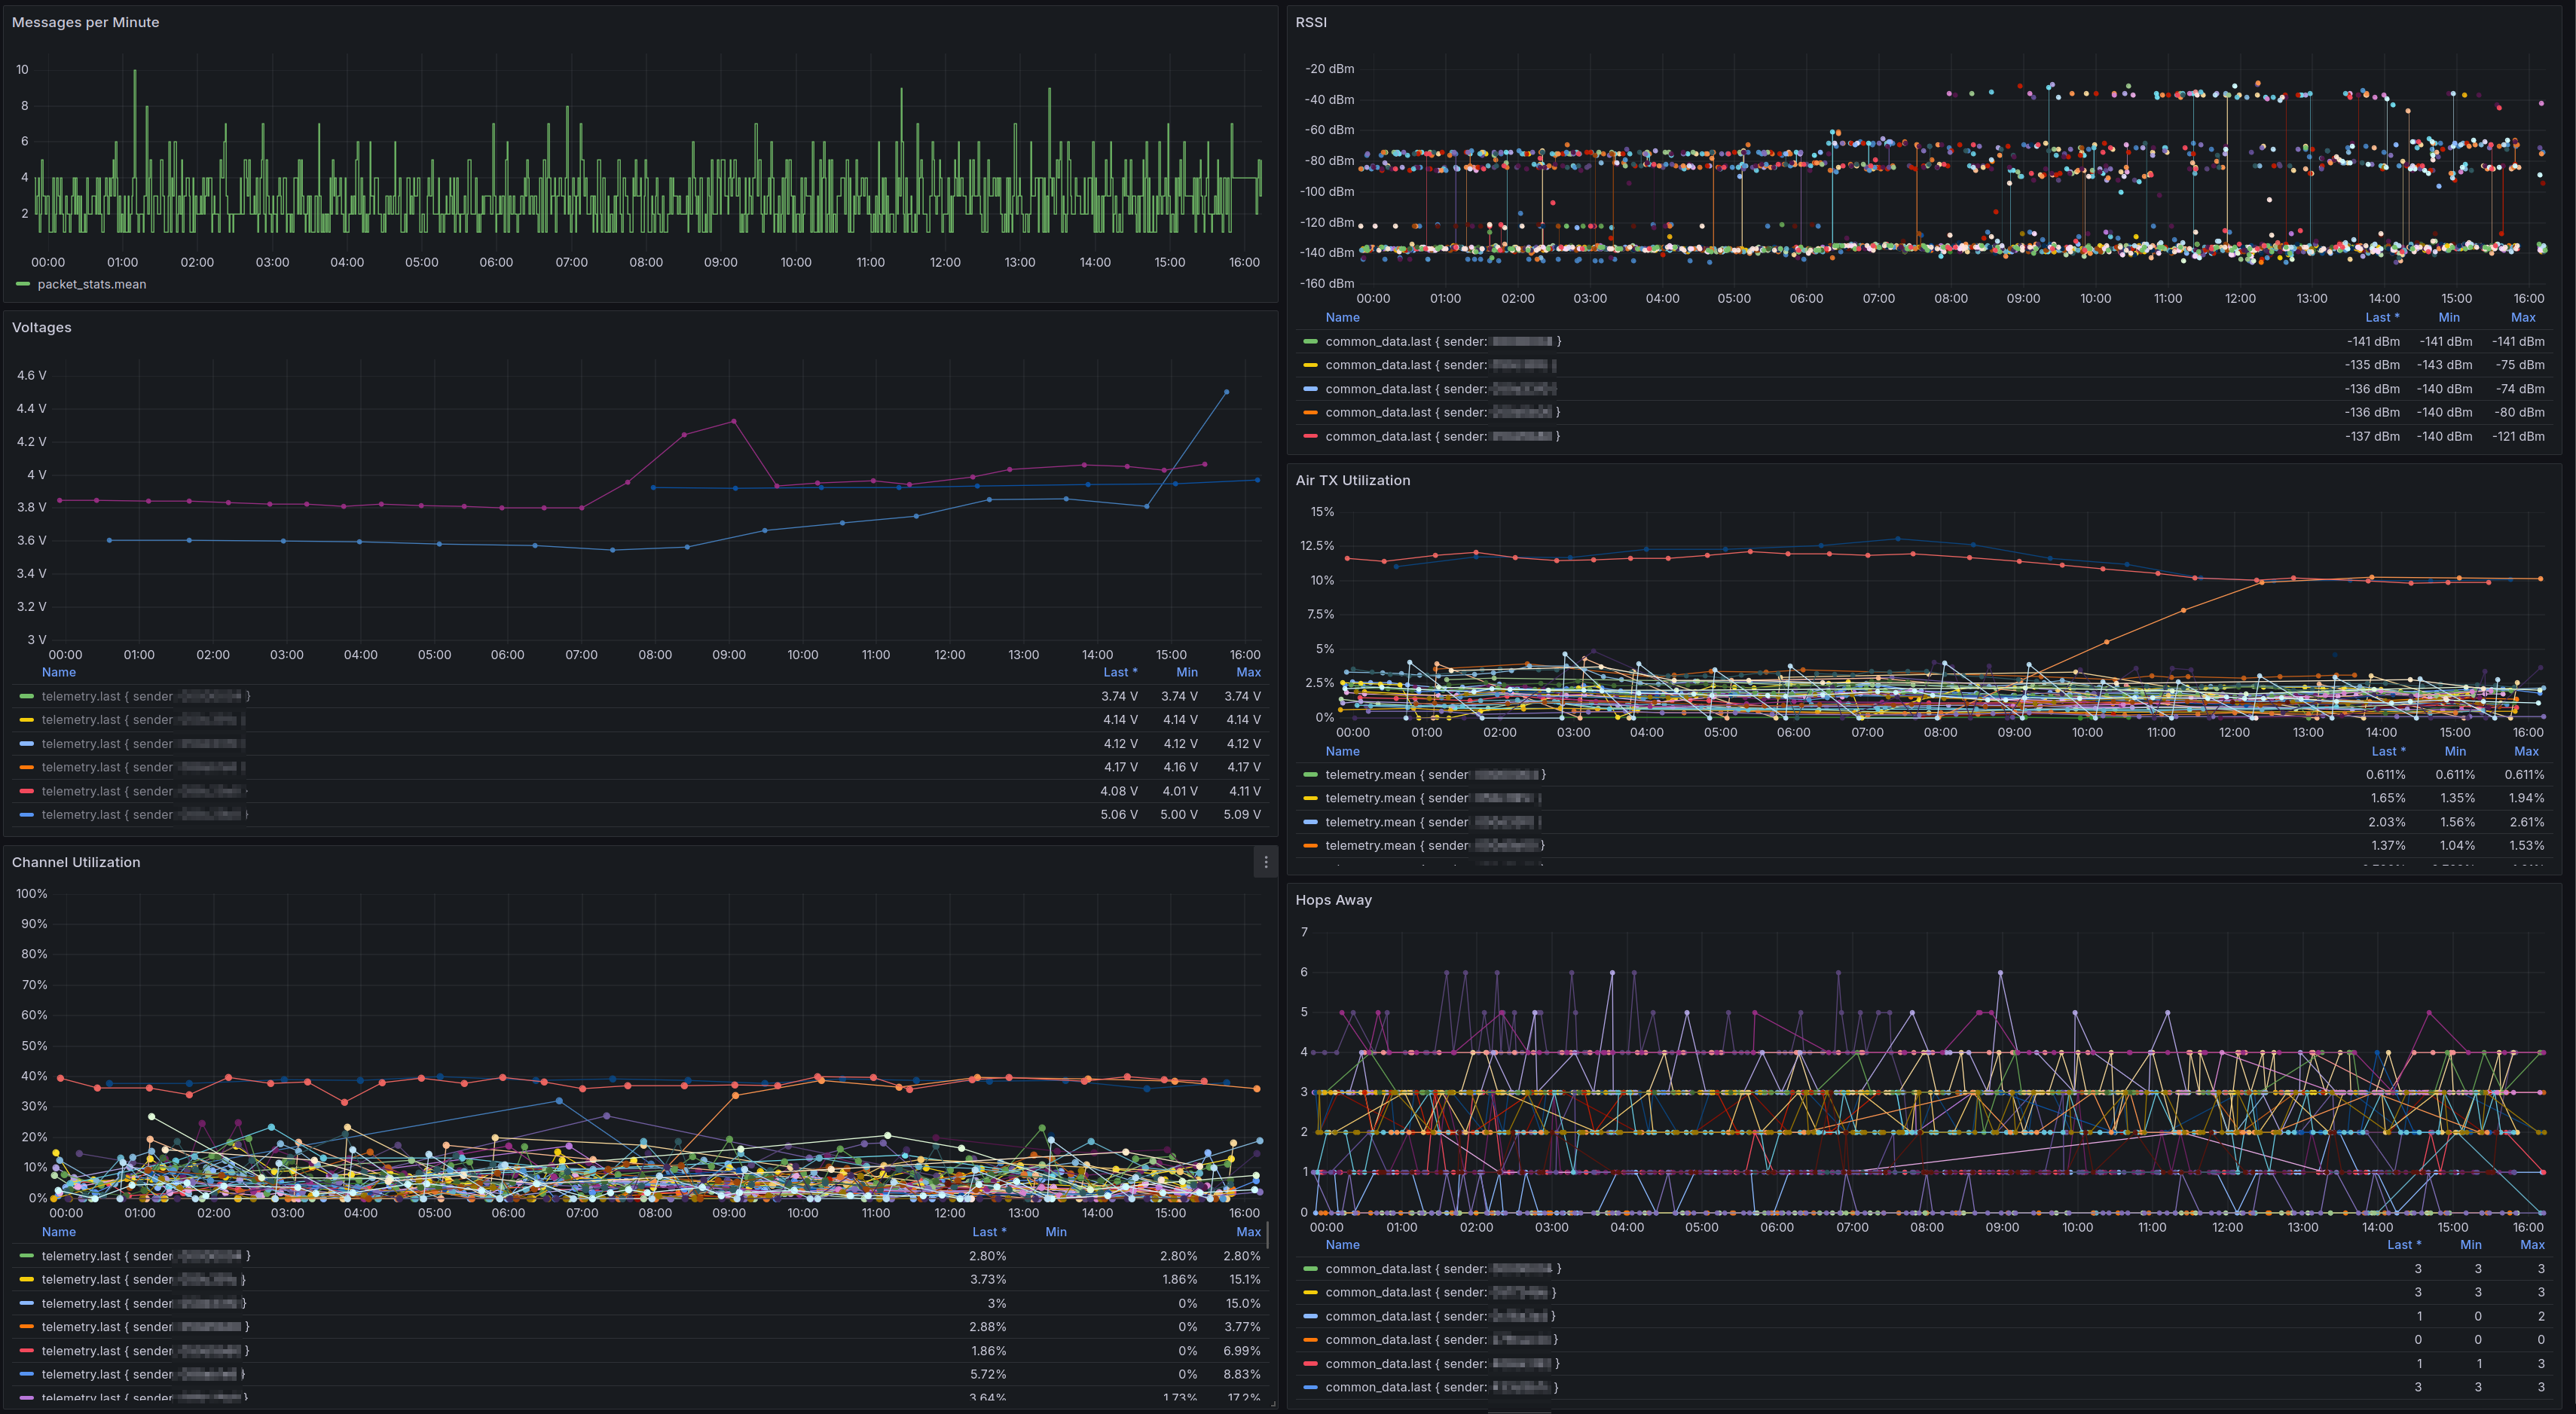 Messages per Minute
10
8
6
4
2
00:00 01:00 02:00 03:00 04:00 05:00 06:00 07:00 08:00 09:00 10:00 11:00 12:00 13:00 14:00 15:00 16:00
packet_stats.mean
Voltages
4.6 V
4.4 V
4.2 V
4 V
3.8 V
3.6 V
3.4 V
3.2 V
3 V
00:00 01:00 02:00 03:00 04:00 05:00 06:00 07:00 08:00 09:00 10:00 11:00 12:00 13:00 14:00 15:00 16:00
Name Last * Min Max
telemetry.last { sender } 3.74 V 3.74 V 3.74 V
telemetry.last { sender 4.14 V 4.14 V 4.14 V
telemetry.last { sender 4.12 V 4.12 V 4.12 V
telemetry.last { sender 4.17 V 4.16 V 4.17 V
telemetry.last { sender 4.08 V 4.01 V 4.11 V
telemetry.last { sender } 5.06 V 5.00 V 5.09 V
Channel Utilization
100%
90%
80%
70%
60%
50%
40%
30%
20%
10%
0%
00:00 01:00 02:00 03:00 04:00 05:00 06:00 07:00 08:00 09:00 10:00 11:00 12:00 13:00 14:00 15:00 16:00
Name Last * Min Max
telemetry.last { sender } 2.80% 2.80% 2.80%
telemetry.last { sender } 3.73% 1.86% 15.1%
telemetry.last { sender } 3% 0% 15.0%
telemetry.last { sender } 2.88% 0% 3.77%
telemetry.last { sender } 1.86% 0% 6.99%
telemetry.last { sender } 5.72% 0% 8.83%
telemetry.last { sender } 3.64% 1.73% 17.2%
RSSI
-20 dBm
-40 dBm
-60 dBm
-80 dBm
-100 dBm
-120 dBm
-140 dBm
-160 dBm
00:00 01:00 02:00 03:00 04:00 05:00 06:00 07:00 08:00 09:00 10:00 11:00 12:00 13:00 14:00 15:00 16:00
Name Last * Min Max
common_data.last { sender: } -141 dBm -141 dBm -141 dBm
common_data.last { sender: -135 dBm -143 dBm -75 dBm
common_data.last { sender: -136 dBm -140 dBm -74 dBm
common_data.last { sender: } -136 dBm -140 dBm -80 dBm
common_data.last { sender: } -137 dBm -140 dBm -121 dBm
Air TX Utilization
15%
12.5%
10%
7.5%
5%
2.5%
0%
00:00 01:00 02:00 03:00 04:00 05:00 06:00 07:00 08:00 09:00 10:00 11:00 12:00 13:00 14:00 15:00 16:00
Name Last * Min Max
telemetry.mean { sender } 0.611% 0.611% 0.611%
telemetry.mean { sender 1.65% 1.35% 1.94%
telemetry.mean { sender 2.03% 1.56% 2.61%
telemetry.mean { sender } 1.37% 1.04% 1.53%
Hops Away
7
6
5
4
3
2
1
0
00:00 01:00 02:00 03:00 04:00 05:00 06:00 07:00 08:00 09:00 10:00 11:00 12:00 13:00 14:00 15:00 16:00
Name Last * Min Max
common_data.last { sender: } 3 3 3
common_data.last { sender: } 3 3 3
common_data.last { sender: } 1 0 2
common_data.last { sender: } 0 0 0
common_data.last { sender: } 1 1 3
common_data.last { sender: } 3 3 3